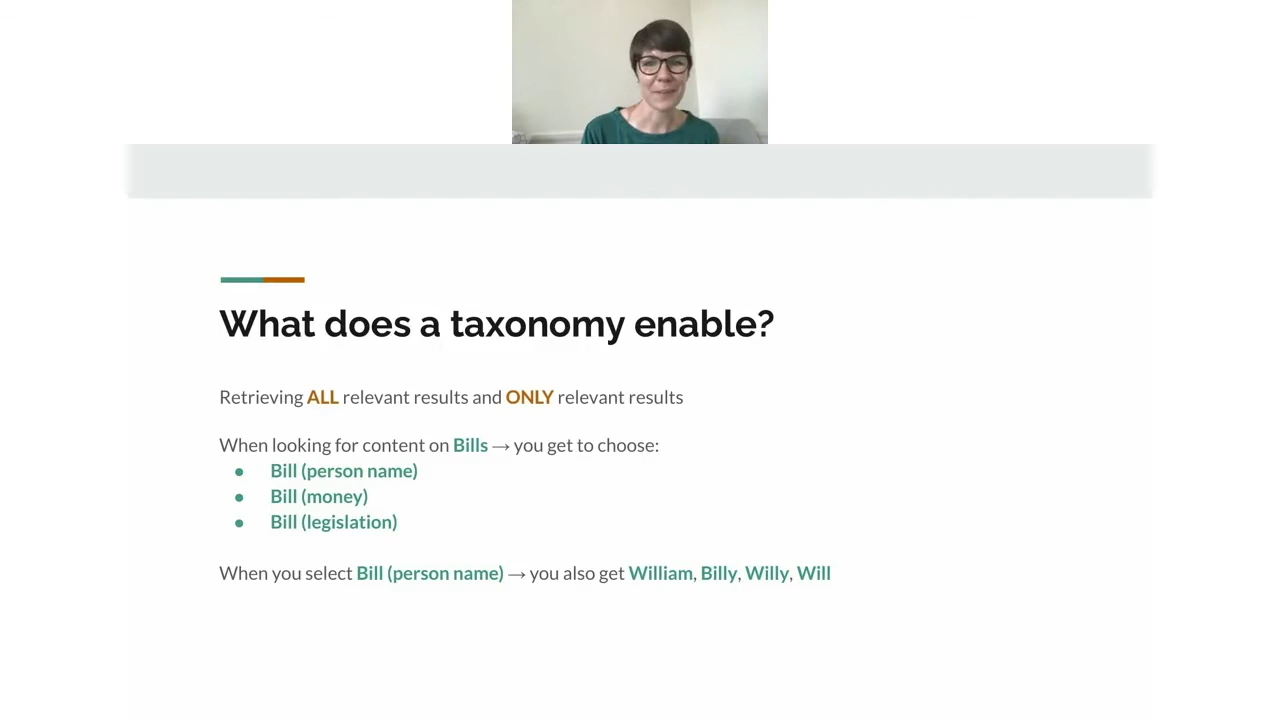 What does a taxonomy enable?
Retrieving ALL relevant results and ONLY relevant results
When looking for content on Bills → you get to choose:
● Bill (person name)
● Bill (money)
● Bill (legislation)
When you select Bill (person name) → you also get William, Billy, Willy, Will